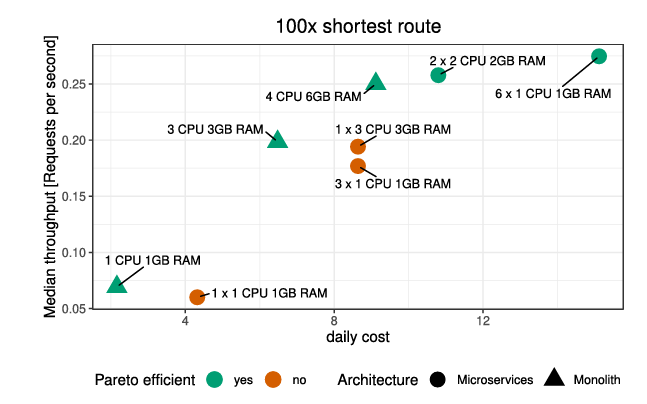 100x shortest route
Median throughput [Requests per second]
0.25
0.20
0.15
0.10
0.05
2 x 2 CPU 2GB RAM
4 CPU 6GB RAM
6 x 1 CPU 1GB RAM
3 CPU 3GB RAM
1 x 3 CPU 3GB RAM
3 x 1 CPU 1GB RAM
1 CPU 1GB RAM
1 x 1 CPU 1GB RAM
4
8
12
daily cost
Pareto efficient yes no Architecture Microservices Monolith